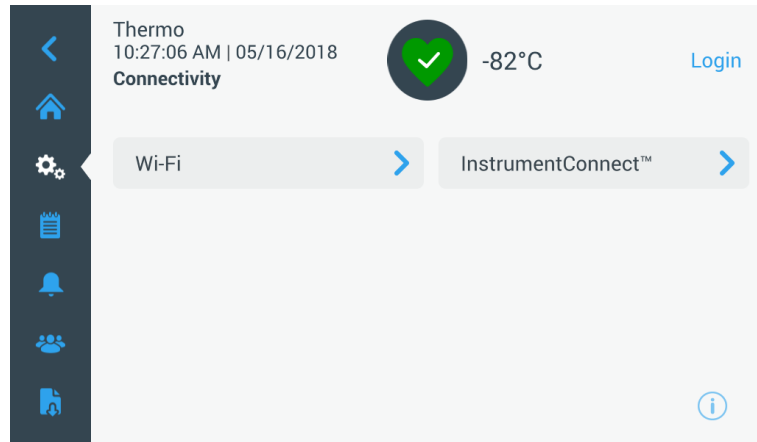 Thermo
10:27:06 AM | 05/16/2018
Connectivity
-82°C
Login
Wi-Fi
InstrumentConnect™